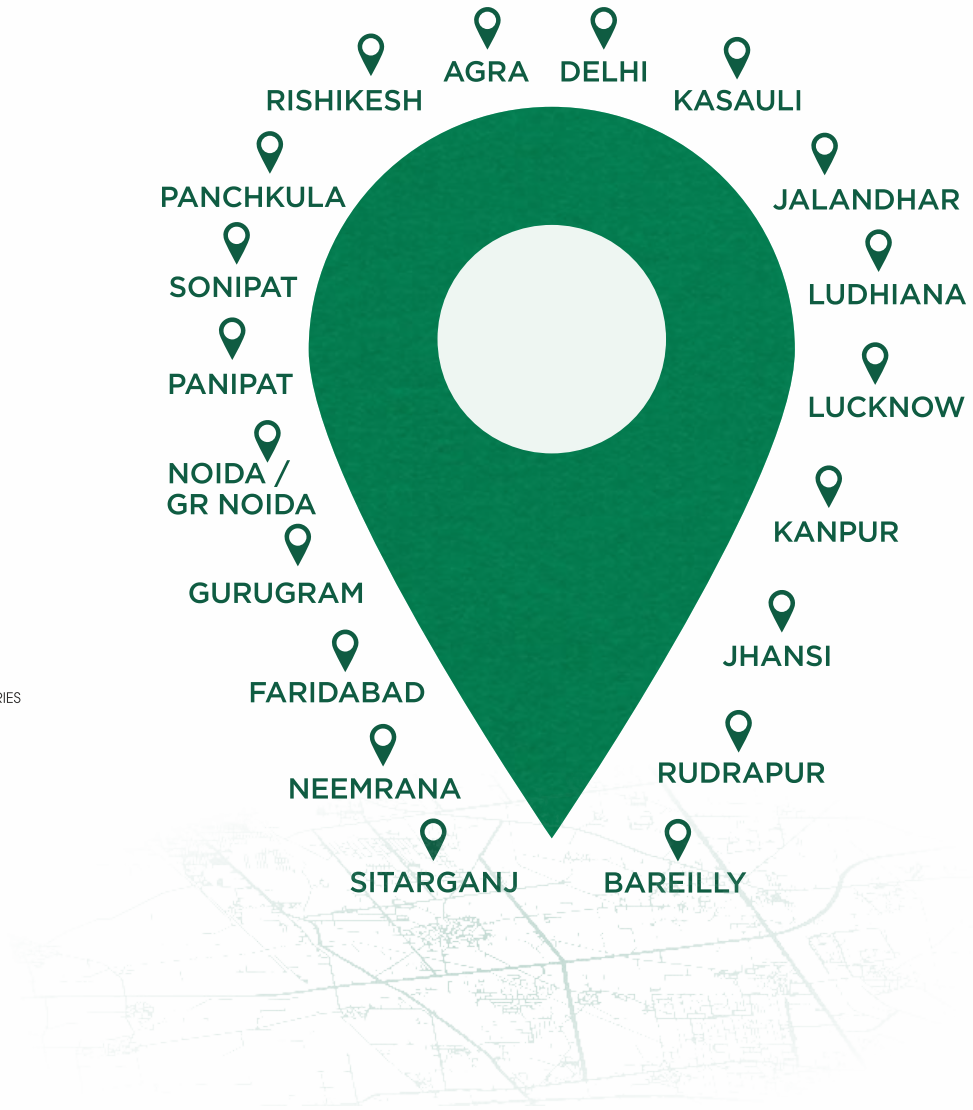 AGRA
DELHI
RISHIKESH
KASAULI
PANCHKULA
JALANDHAR
SONIPAT
LUDHIANA
PANIPAT
LUCKNOW
NOIDA /
GR NOIDA
KANPUR
GURUGRAM
JHANSI
FARIDABAD
RIES
RUDRAPUR
NEEMRANA
SITARGANJ
BAREILLY